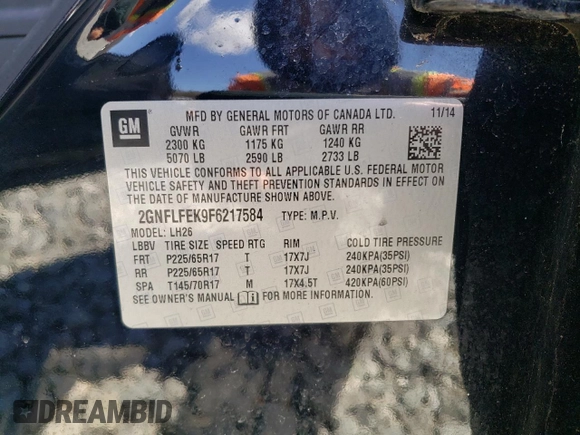 GM
MFD BY GENERAL MOTORS OF CANADA LTD. 11/14
GVWR GAWR FRT GAWR RR
2300 KG 1175 KG 1240 KG
5070 LB 2590 LB 2733 LB
THIS VEHICLE CONFORMS TO ALL APPLICABLE U.S. FEDERAL MOTOR
VEHICLE SAFETY AND THEFT PREVENTION STANDARDS IN EFFECT ON
THE DATE OF MANUFACTURE SHOWN ABOVE.
2GNFLFEK9F6217584 TYPE: M.P.V.
MODEL: LH26
LBBV TIRE SIZE SPEED RTG RIM COLD TIRE PRESSURE
FRT P225/65R17 T 17X7J 240KPA(35PSI)
RR P225/65R17 T 17X7J 240KPA(35PSI)
SPA T145/70R17 M 17X4.5T 420KPA(60PSI)
SEE OWNER'S MANUAL FOR MORE INFORMATION.
DREAMBID